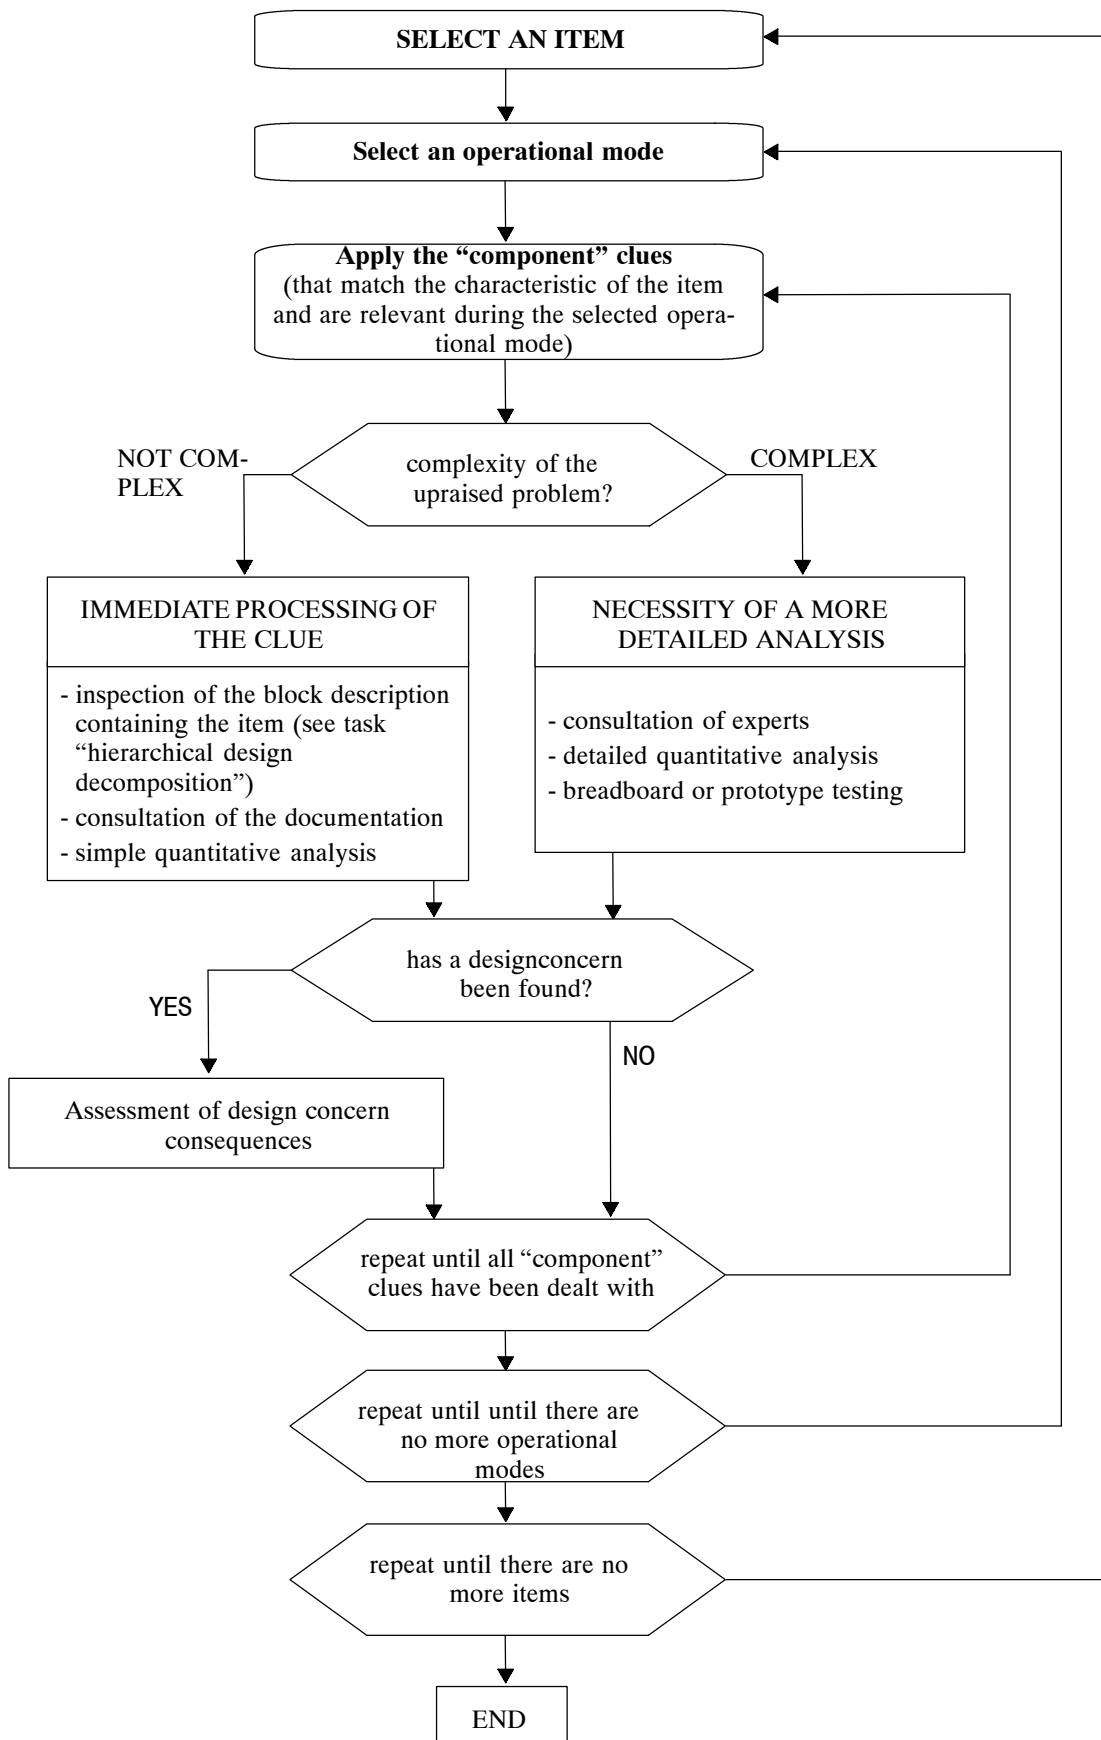 SELECT AN ITEM
Select an operational mode
Apply the “component” clues
(that match the characteristic of the item
and are relevant during the selected opera-
tional mode)
NOT COM-
PLEX
complexity of the
upraised problem?
COMPLEX
IMMEDIATE PROCESSING OF
THE CLUE
- inspection of the block description
containing the item (see task
“hierarchical design
decomposition”)
- consultation of the documentation
- simple quantitative analysis
NECESSITY OF A MORE
DETAILED ANALYSIS
- consultation of experts
- detailed quantitative analysis
- breadboard or prototype testing
has a designconcern
been found?
YES
NO
Assessment of design concern
consequences
repeat until all “component”
clues have been dealt with
repeat until until there are
no more operational
modes
repeat until there are no
more items
END